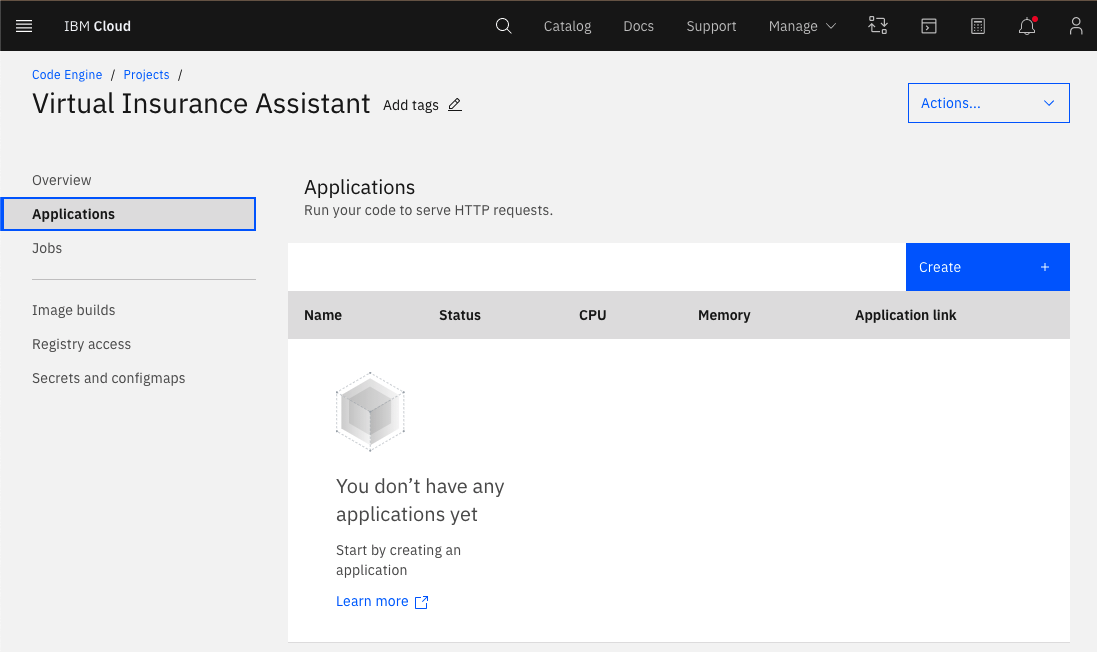 IBM Cloud Catalog Docs Support Manage
Code Engine / Projects /
Virtual Insurance Assistant Add tags
Actions...
Overview
Applications
Jobs
Image builds
Registry access
Secrets and configmaps
Applications
Run your code to serve HTTP requests.
Create +
Name Status CPU Memory Application link
You don’t have any
applications yet
Start by creating an
application
Learn more